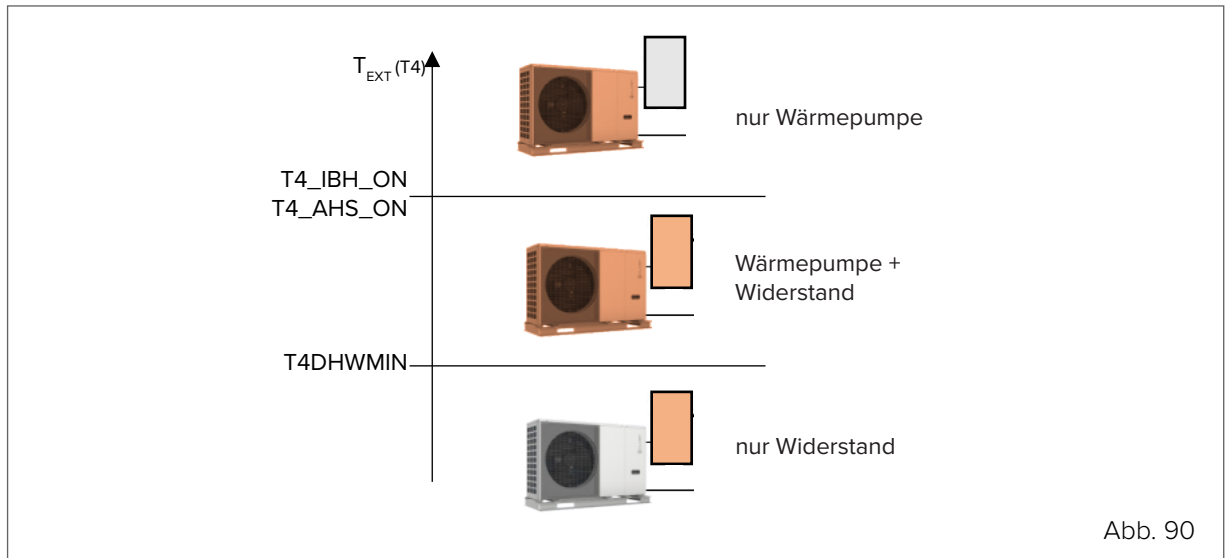 T_EXT (T4)
nur Wärmepumpe
T4_IBH_ON
T4_AHS_ON
Wärmepumpe +
Widerstand
T4DHWMIN
nur Widerstand
Abb. 90